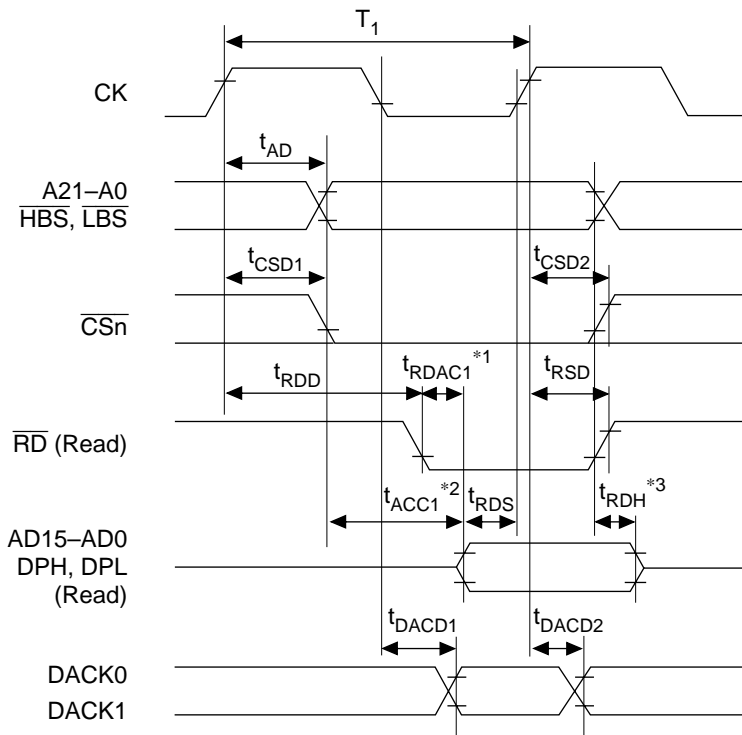 T1
CK
tAD
A21–A0
HBS, LBS
tCSD1
tCSD2
CSn
tRDD
tRDAC1*1
tRSD
RD (Read)
tACC1*2
tRDS
tRDH*3
AD15–AD0
DPH, DPL
(Read)
tDACD1
tDACD2
DACK0
DACK1